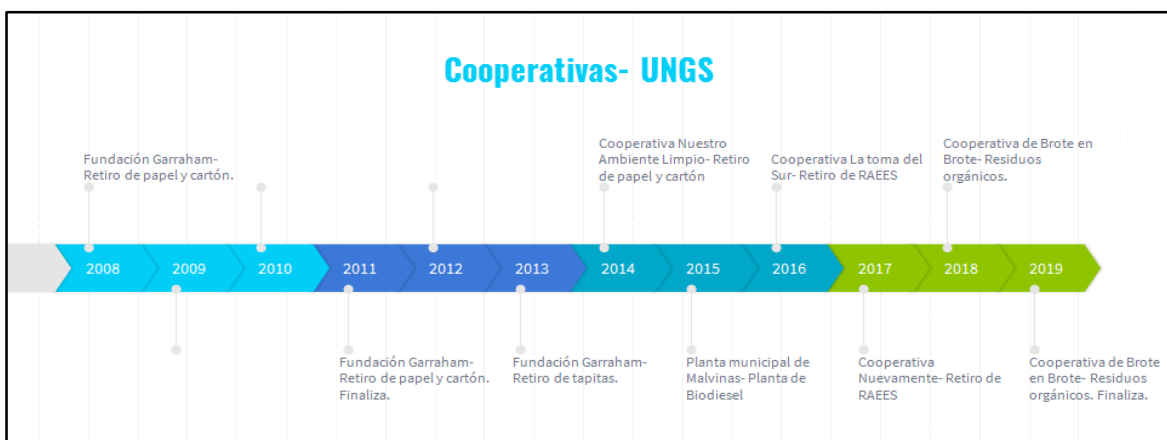 Cooperativas- UNGS
Fundación Garraham-
Retiro de papel y cartón.
Cooperativa Nuestro
Ambiente Limpio- Retiro
de papel y cartón
Cooperativa La toma del
Sur- Retiro de RAEES
Cooperativa de Brote en
Brote- Residuos
orgánicos.
2008
2009
2010
2011
2012
2013
2014
2015
2016
2017
2018
2019
Fundación Garraham-
Retiro de papel y cartón.
Finaliza.
Fundación Garraham-
Retiro de tapitas.
Planta municipal de
Malvinas- Planta de
Biodiesel
Cooperativa
Nuevamente- Retiro de
RAEES
Cooperativa de Brote
en Brote- Residuos
orgánicos. Finaliza.